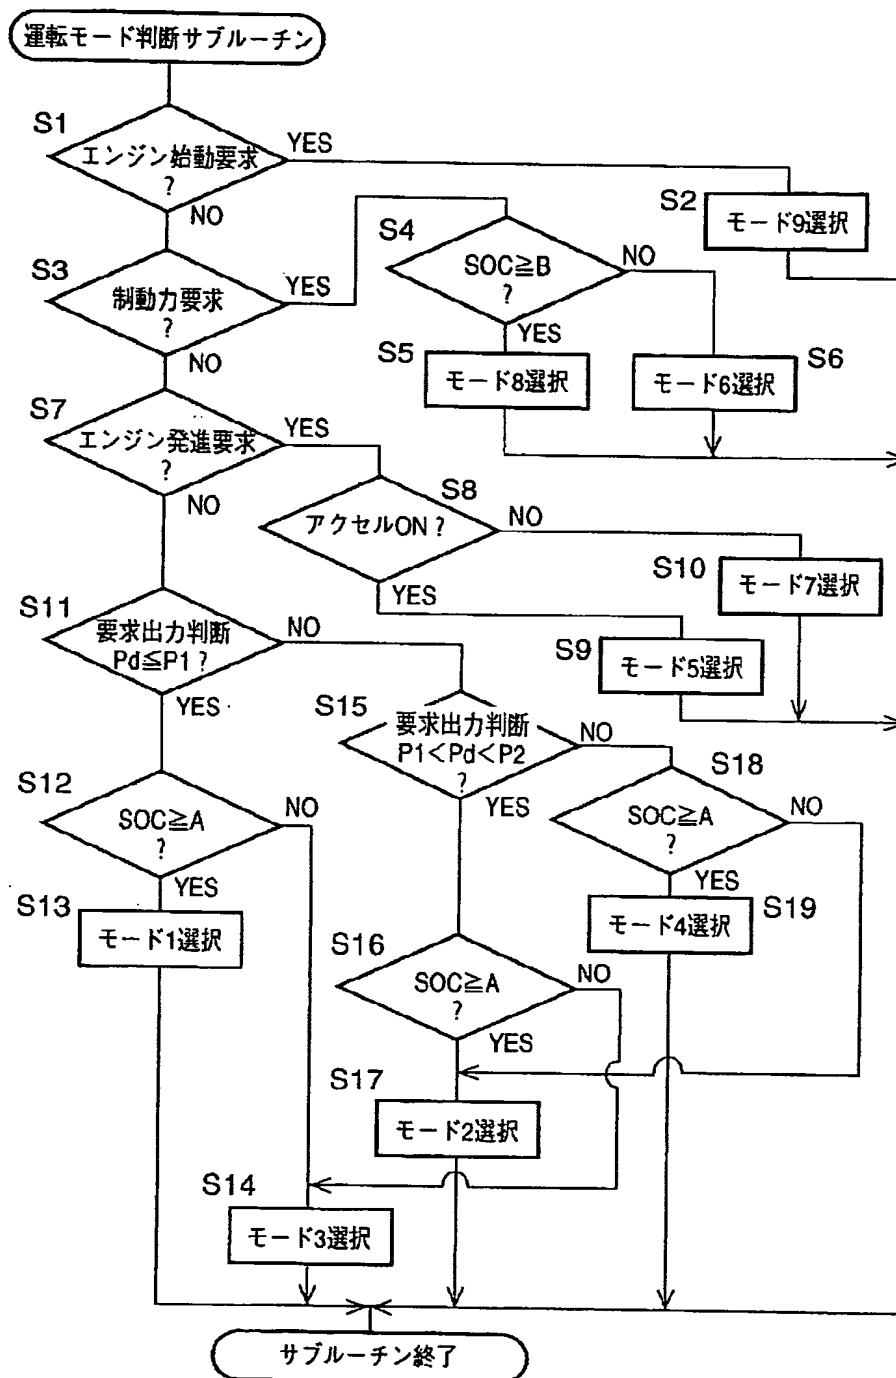 運転モード判断サブルーチン
S1
エンジン始動要求
?
YES
NO
S2
モード9選択
S3
制動力要求
?
YES
NO
S4
SOC≧B
?
NO
YES
S5
モード8選択
S6
モード6選択
S7
エンジン発進要求
?
YES
NO
S8
アクセルON?
NO
YES
S10
モード7選択
S9
モード5選択
S11
要求出力判断
Pd≦P1?
NO
YES
S15
要求出力判断
P1<Pd<P2
?
NO
YES
S18
SOC≧A
?
NO
YES
S12
SOC≧A
?
NO
YES
S13
モード1選択
S19
モード4選択
S16
SOC≧A
?
NO
YES
S17
モード2選択
S14
モード3選択
サブルーチン終了